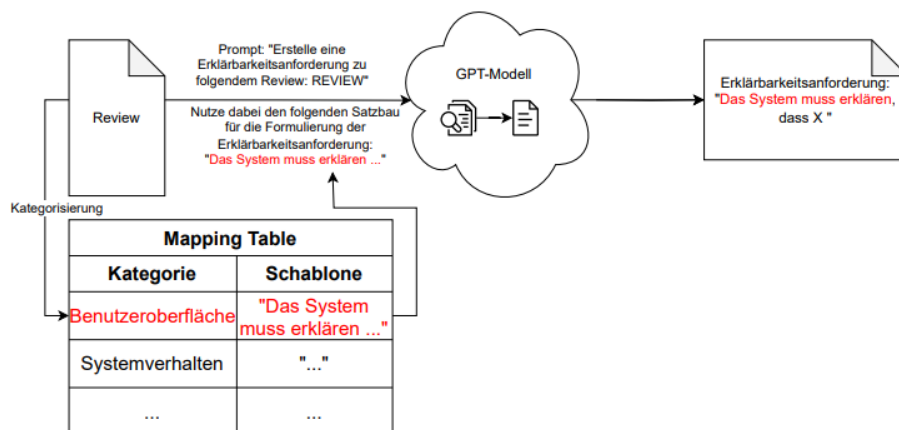 Prompt: "Erstelle eine
Erklärbarkeitsanforderung zu
folgendem Review: REVIEW"
Review
Nutze dabei den folgenden Satzbau
für die Formulierung der
Erklärbarkeitsanforderung:
"Das System muss erklären ..."
GPT-Modell
Erklärbarkeitsanforderung:
"Das System muss erklären,
dass X "
Kategorisierung
Mapping Table
Kategorie Schablone
Benutzeroberfläche "Das System
muss erklären ..."
Systemverhalten "..."
... ...